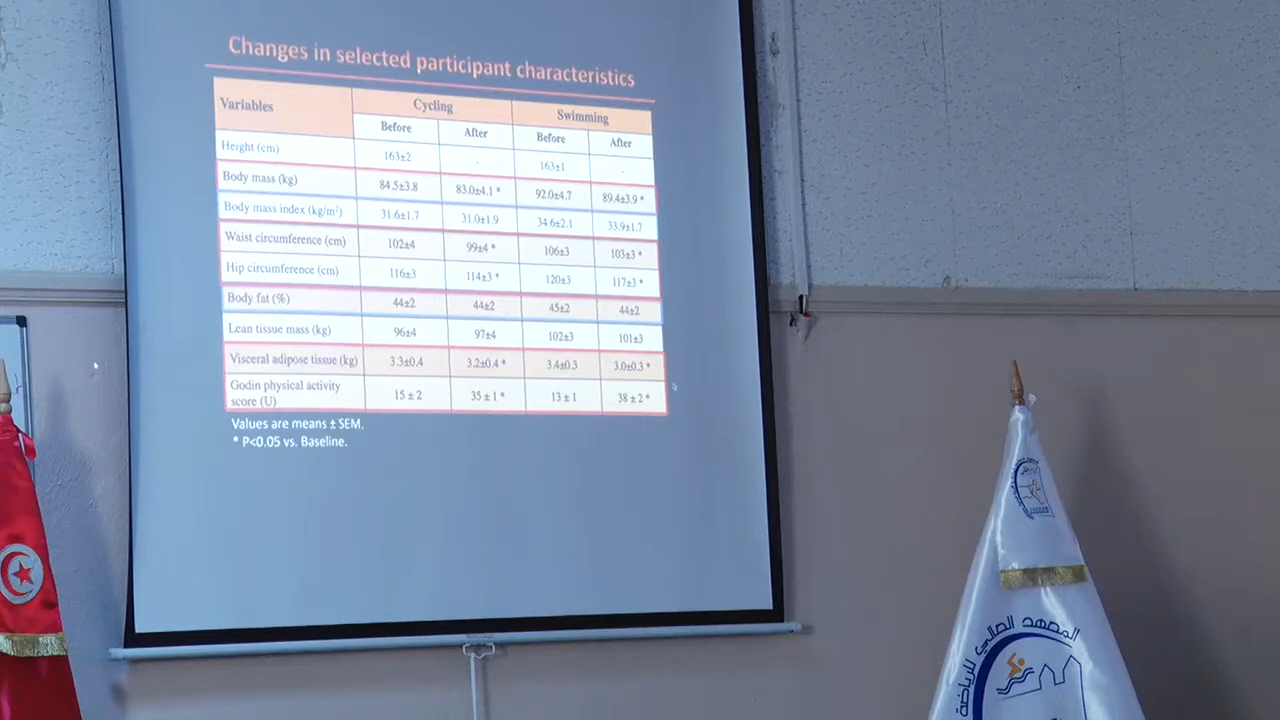 Changes in selected participant characteristics
Variables Cycling Swimming
Before After Before After
Height (cm) 163±2 - 163±1 -
Body mass (kg) 84.5±3.8 83.0±4.1 * 92.0±4.7 89.4±3.9 *
Body mass index (kg/m²) 31.6±1.7 31.0±1.9 34.6±2.1 33.9±1.7
Waist circumference (cm) 102±4 99±4 * 106±3 103±3 *
Hip circumference (cm) 116±3 114±3 * 120±3 117±3 *
Body fat (%) 44±2 44±2 45±2 44±2
Lean tissue mass (kg) 96±4 97±4 102±3 101±3
Visceral adipose tissue (kg) 3.3±0.4 3.2±0.4 * 3.4±0.3 3.0±0.3 *
Godin physical activity
score (U) 15 ± 2 35 ± 1 * 13 ± 1 38 ± 2 *
Values are means ± SEM.
* P<0.05 vs. Baseline.
المعهد العالي للرياضة